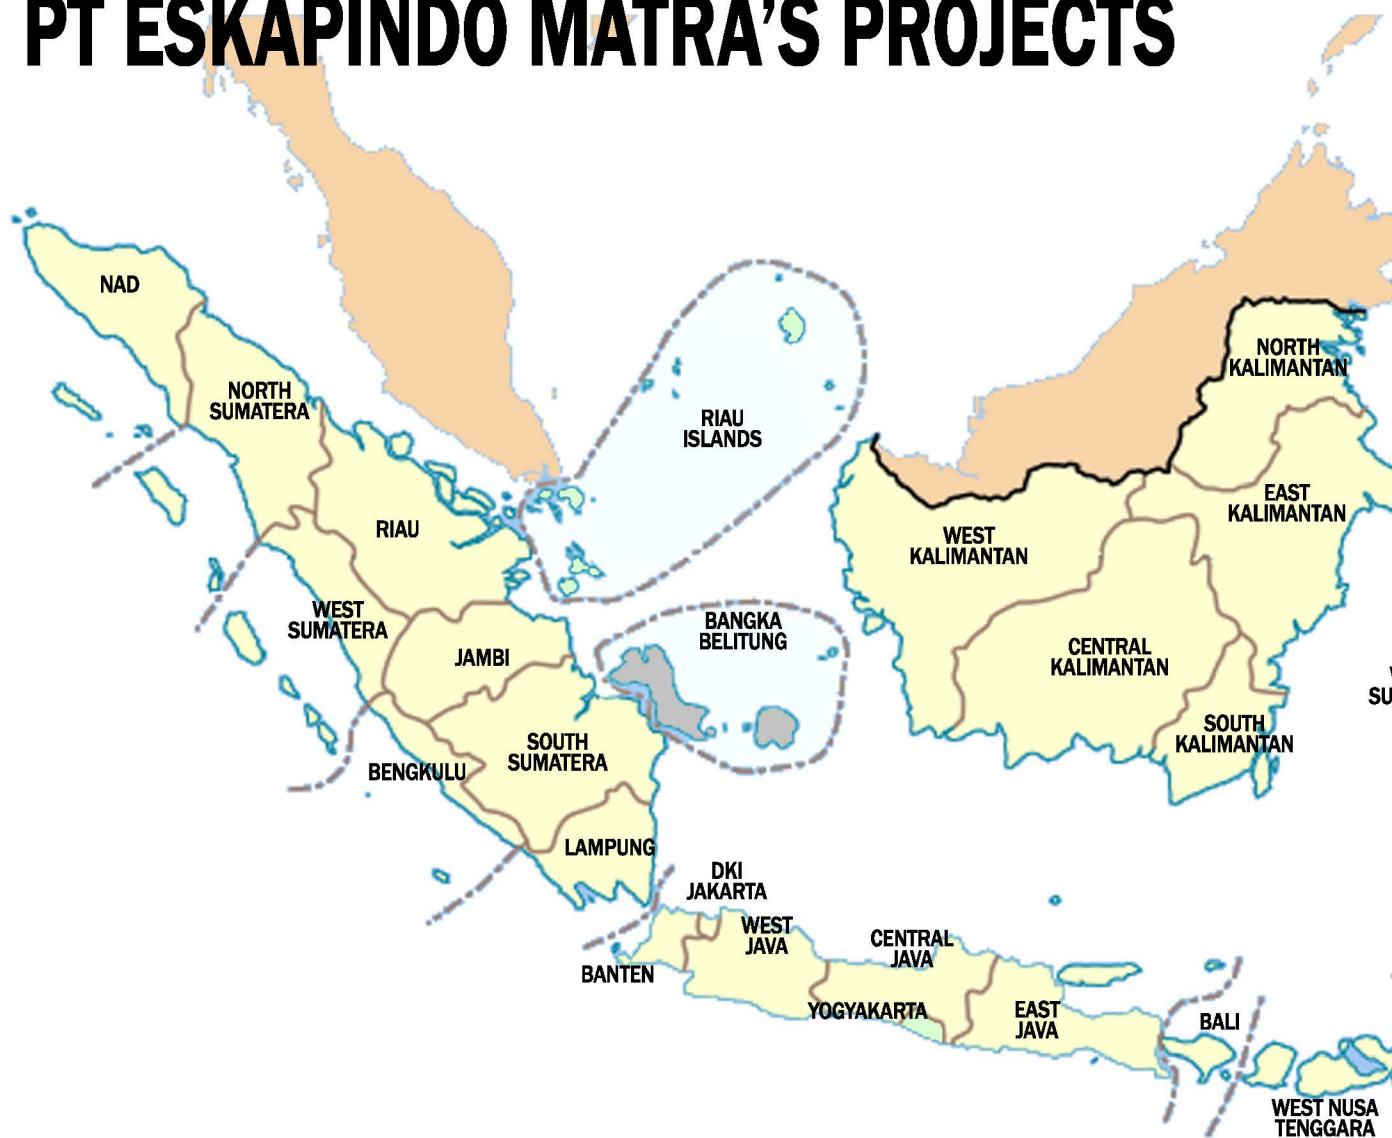 PT ESKAPINDO MATRA'S PROJECTS
NAD
NORTH
SUMATERA
RIAU
ISLANDS
NORTH
KALIMANTAN
RIAU
WEST
KALIMANTAN
EAST
KALIMANTAN
WEST
SUMATERA
JAMBI
BANGKA
BELITUNG
CENTRAL
KALIMANTAN
SOUTH
SUMATERA
SOUTH
KALIMANTAN
BENGKULU
LAMPUNG
DKI
JAKARTA
WEST
JAVA
CENTRAL
JAVA
BANTEN
YOGYAKARTA
EAST
JAVA
BALI
WEST NUSA
TENGGARA